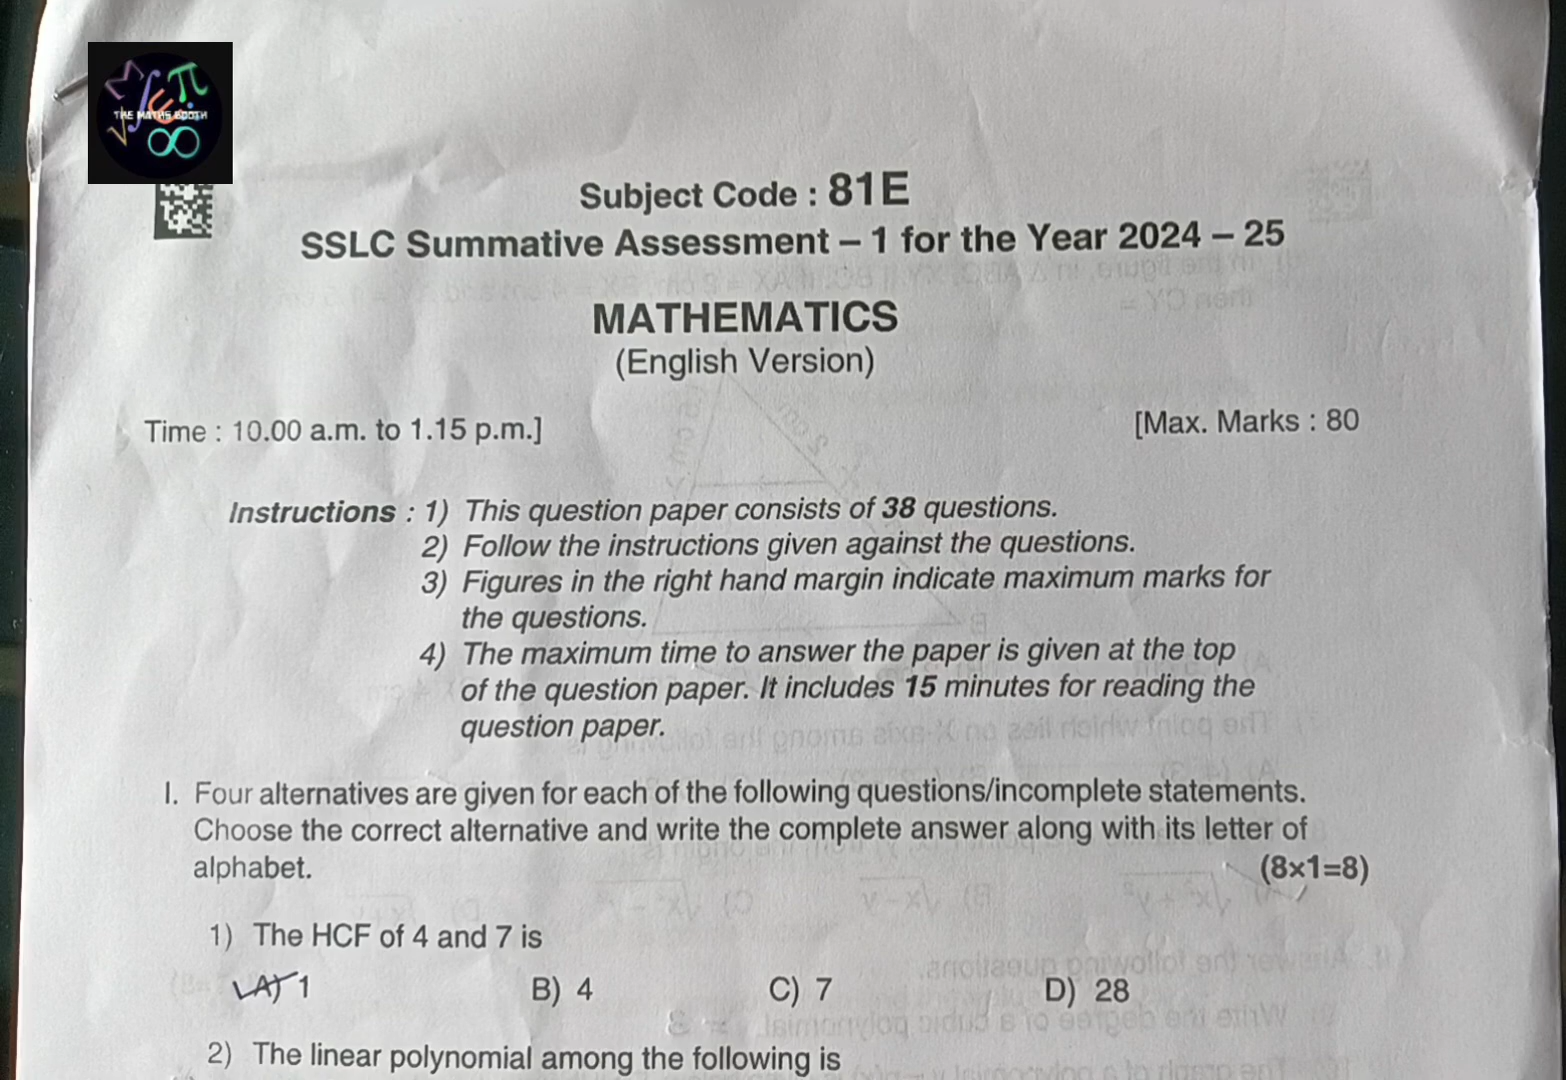 THE MATHS BOOTH
Subject Code : 81E
SSLC Summative Assessment – 1 for the Year 2024 – 25
MATHEMATICS
(English Version)
Time : 10.00 a.m. to 1.15 p.m.]
[Max. Marks : 80
Instructions : 1) This question paper consists of 38 questions.
2) Follow the instructions given against the questions.
3) Figures in the right hand margin indicate maximum marks for
the questions.
4) The maximum time to answer the paper is given at the top
of the question paper. It includes 15 minutes for reading the
question paper.
I. Four alternatives are given for each of the following questions/incomplete statements.
Choose the correct alternative and write the complete answer along with its letter of
alphabet. (8x1=8)
1) The HCF of 4 and 7 is
A) 1 B) 4 C) 7 D) 28
2) The linear polynomial among the following is